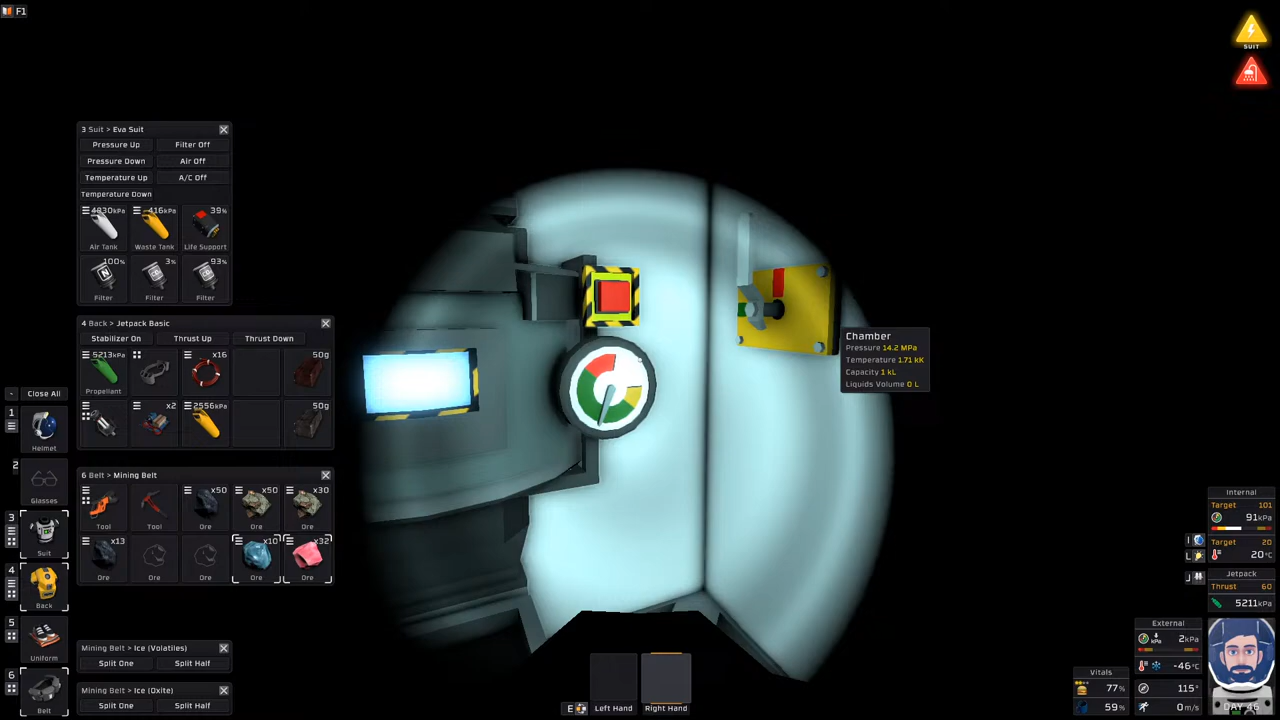 F1
SUIT
3 Suit > Eva Suit
Pressure Up
Filter Off
Pressure Down
Air Off
Temperature Up
A/C Off
Temperature Down
4830kPa
416kPa
39%
Air Tank
Waste Tank
Life Support
100%
3%
93%
Filter
Filter
Filter
4 Back > Jetpack Basic
Stabilizer On
Thrust Up
Thrust Down
5213kPa
x16
50g
Propellant
x2
2556kPa
50g
6 Belt > Mining Belt
x50
x50
x30
Tool
Tool
Ore
Ore
Ore
x13
x10
x32
Ore
Ore
Ore
Ore
Ore
Mining Belt > Ice (Volatiles)
Split One
Split Half
Mining Belt > Ice (Oxite)
Split One
Split Half
- Close All
1
Helmet
2
Glasses
3
Suit
4
Back
5
Uniform
6
Belt
Chamber
Pressure 14.2 MPa
Temperature 1.71 kK
Capacity 1 kL
Liquids Volume 0 L
E
Left Hand
Right Hand
Internal
Target 101
91kPa
Target 20
20°C
I
L
J
Jetpack
Thrust 60
5211kPa
External
kPa
2kPa
-46°C
115°
0m/s
Vitals
77%
59%
DAY 46